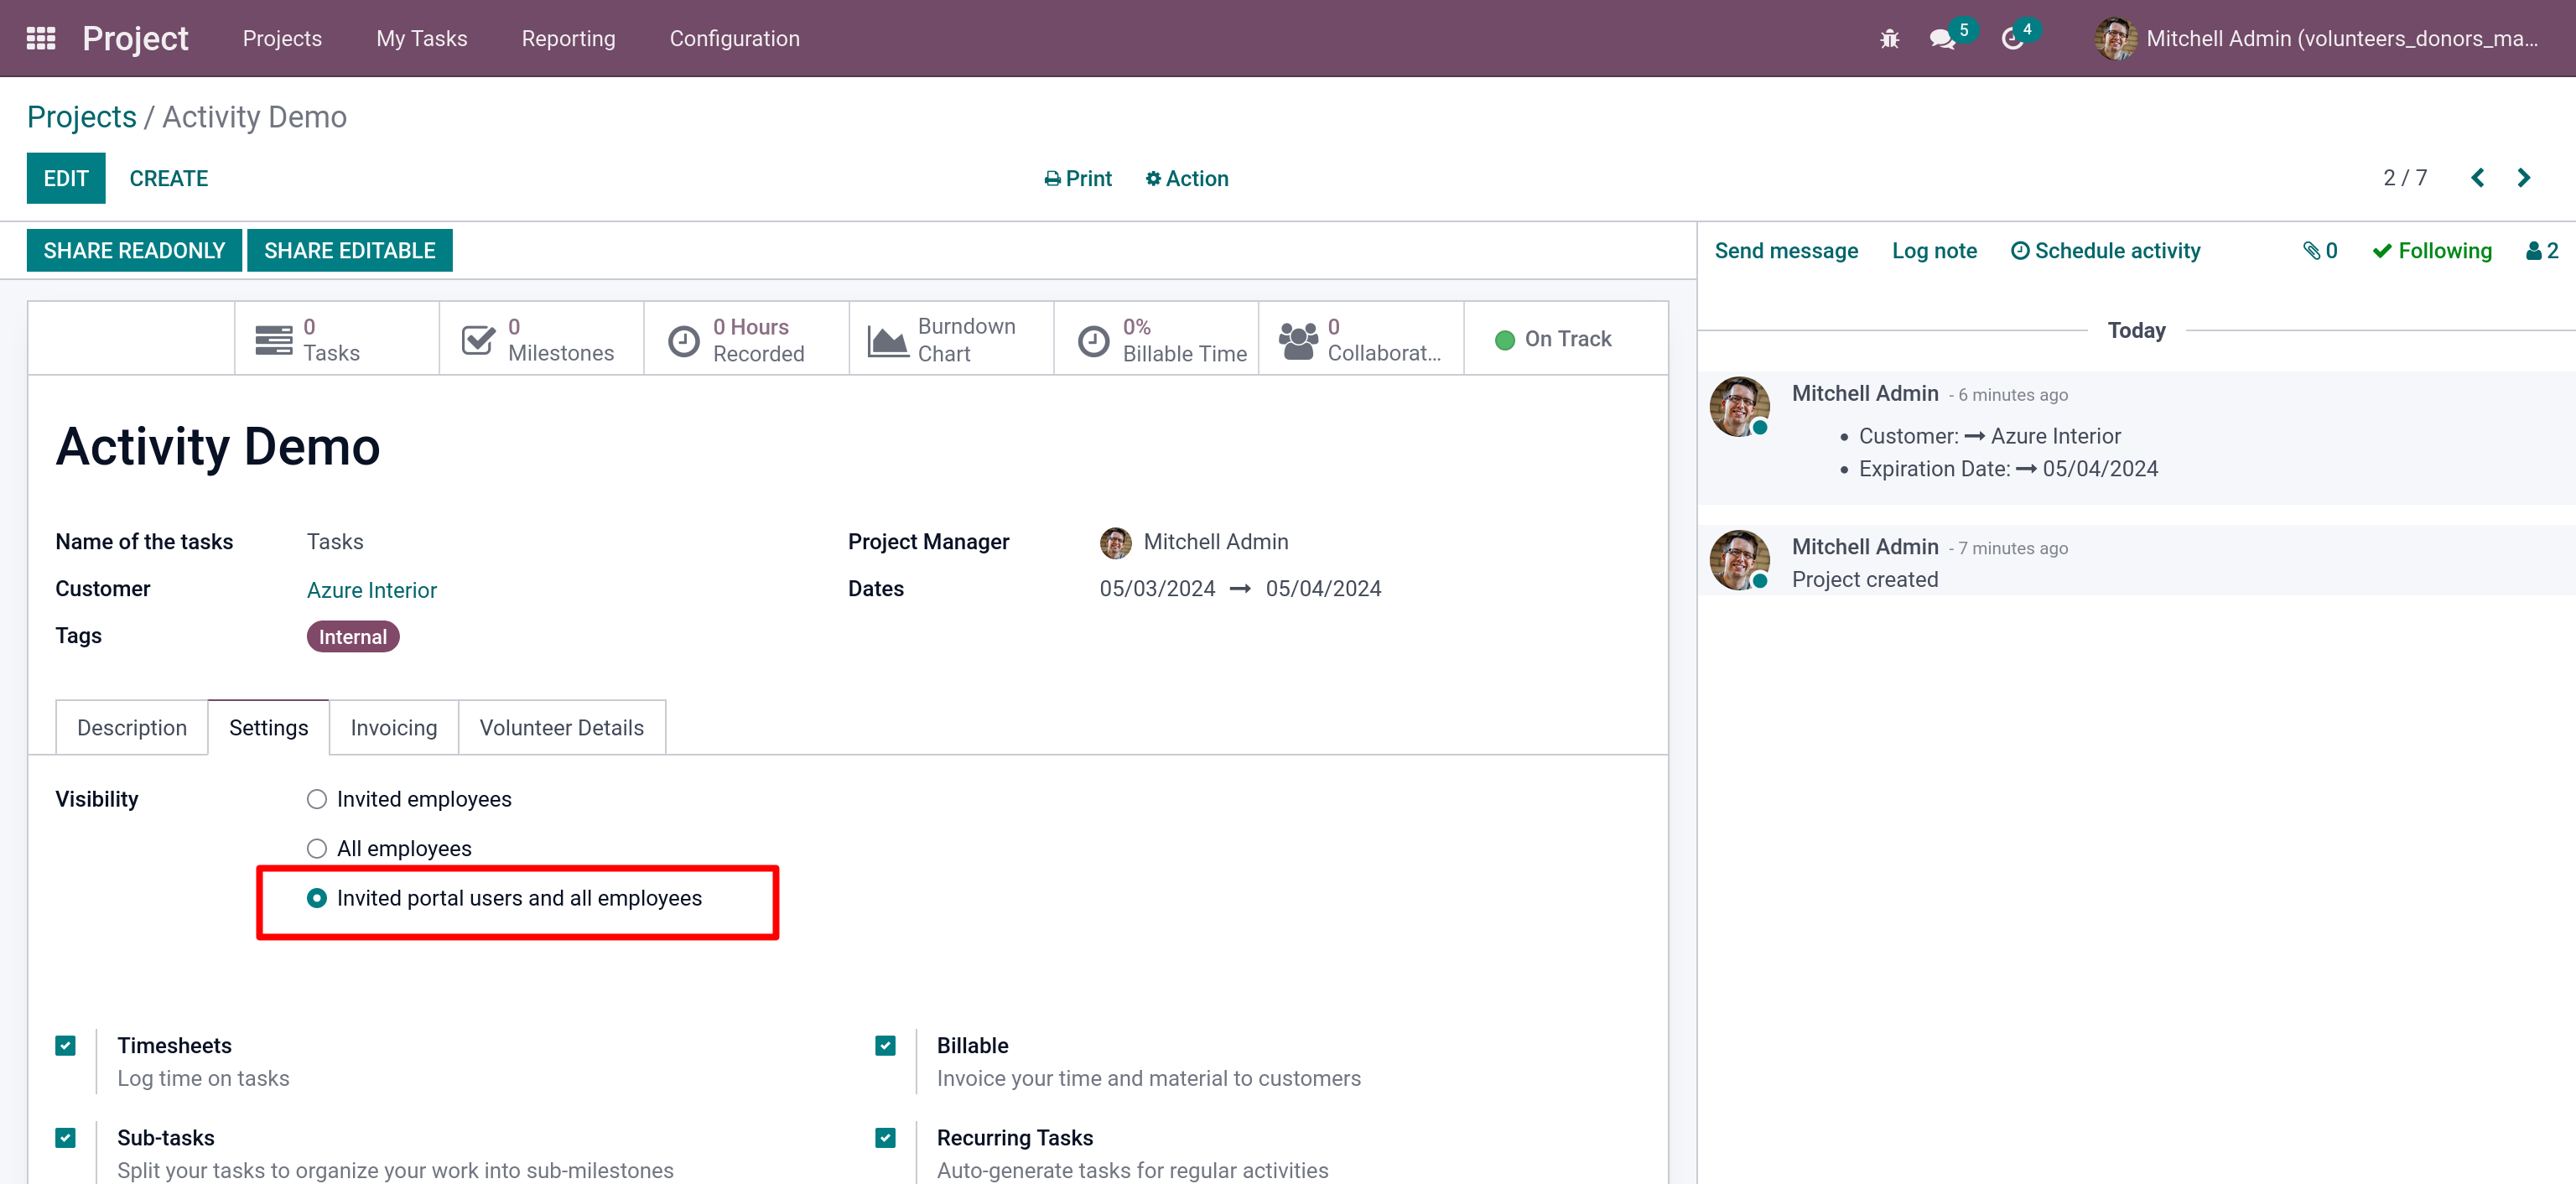 Project Projects My Tasks Reporting Configuration 5 4 Mitchell Admin (volunteers_donors_ma...
Projects / Activity Demo
EDIT CREATE Print Action 2 / 7
SHARE READONLY SHARE EDITABLE Send message Log note Schedule activity 0 Following 2
0 Tasks
0 Milestones
0 Hours Recorded
Burndown Chart
0% Billable Time
0 Collaborat...
On Track
Activity Demo
Name of the tasks Tasks
Project Manager Mitchell Admin
Customer Azure Interior
Dates 05/03/2024 → 05/04/2024
Tags Internal
Description Settings Invoicing Volunteer Details
Visibility Invited employees
All employees
Invited portal users and all employees
Timesheets
Log time on tasks
Billable
Invoice your time and material to customers
Sub-tasks
Split your tasks to organize your work into sub-milestones
Recurring Tasks
Auto-generate tasks for regular activities
Today
Mitchell Admin - 6 minutes ago
• Customer: → Azure Interior
• Expiration Date: → 05/04/2024
Mitchell Admin - 7 minutes ago
Project created